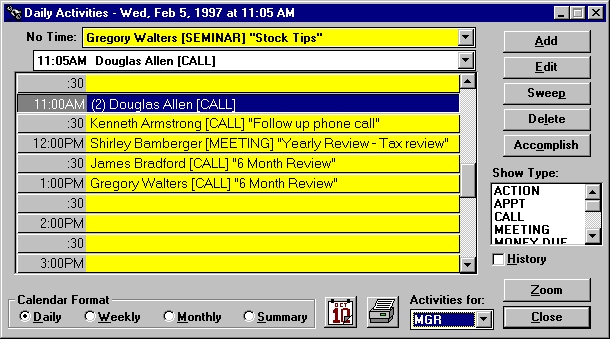 Daily Activities - Wed, Feb 5, 1997 at 11:05 AM
No Time: Gregory Walters [SEMINAR] "Stock Tips"
11:05AM Douglas Allen [CALL]
:30
11:00AM (2) Douglas Allen [CALL]
:30 Kenneth Armstrong [CALL] "Follow up phone call"
12:00PM Shirley Bamberger [MEETING] "Yearly Review - Tax review"
:30 James Bradford [CALL] "6 Month Review"
1:00PM Gregory Walters [CALL] "6 Month Review"
:30
2:00PM
:30
3:00PM
Add
Edit
Sweep
Delete
Accomplish
Show Type:
ACTION
APPT
CALL
MEETING
MONEY DUE
History
Calendar Format
Daily Weekly Monthly Summary
OCT
12
Activities for:
MGR
Zoom
Close